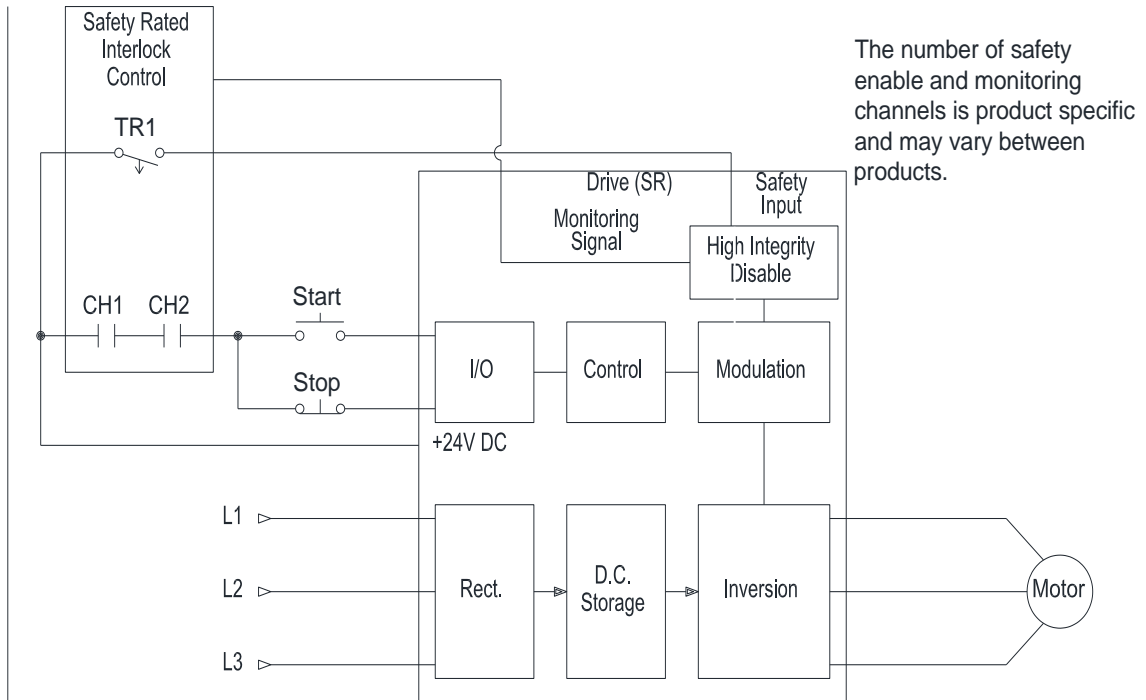 Safety Rated
Interlock
Control
TR1
CH1
CH2
Start
Stop
+24V DC
Drive (SR)
Safety
Input
Monitoring
Signal
High Integrity
Disable
I/O
Control
Modulation
L1
L2
L3
Rect.
D.C.
Storage
Inversion
Motor
The number of safety
enable and monitoring
channels is product specific
and may vary between
products.